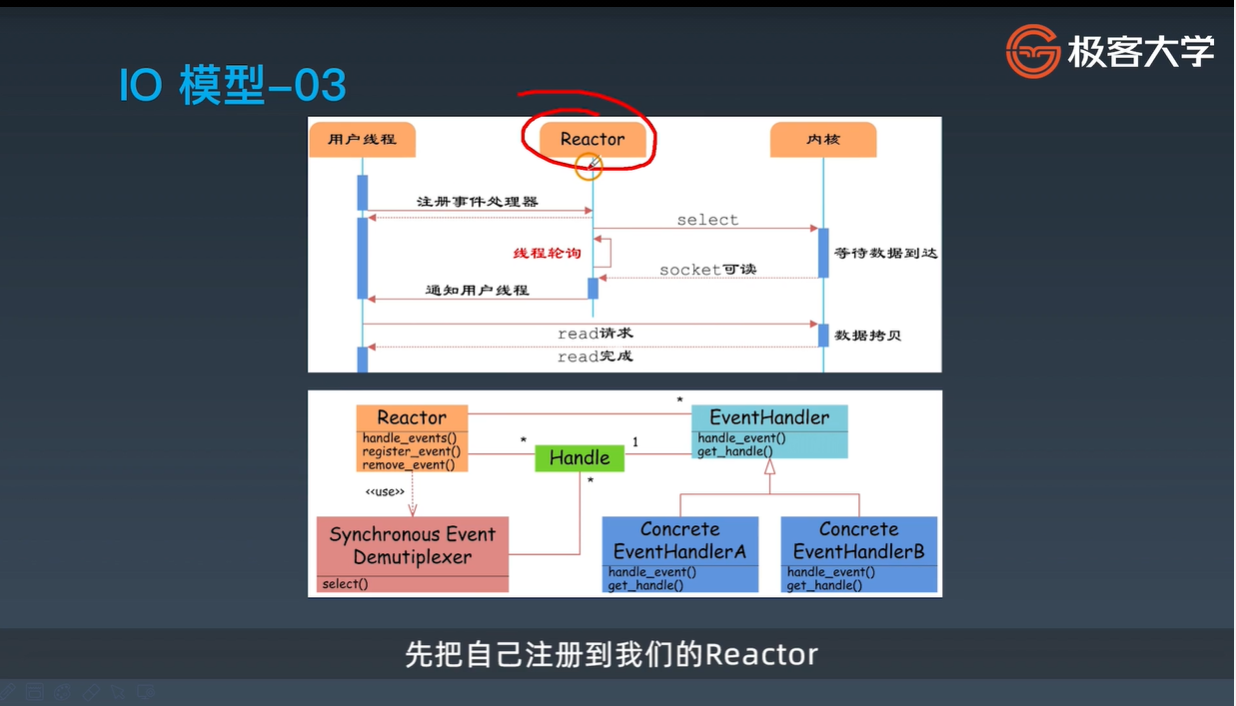 极客大学
IO 模型-03
用户线程
Reactor
内核
注册事件处理器
select
线程轮询
等待数据到达
socket可读
通知用户线程
read请求
数据拷贝
read完成
Reactor
handle_events()
register_event()
remove_event()
*
EventHandler
handle_event()
get_handle()
*
Handle
1
*
<<use>>
Synchronous Event
Demutiplexer
select()
Concrete
EventHandlerA
handle_event()
get_handle()
Concrete
EventHandlerB
handle_event()
get_handle()
先把自己注册到我们的Reactor